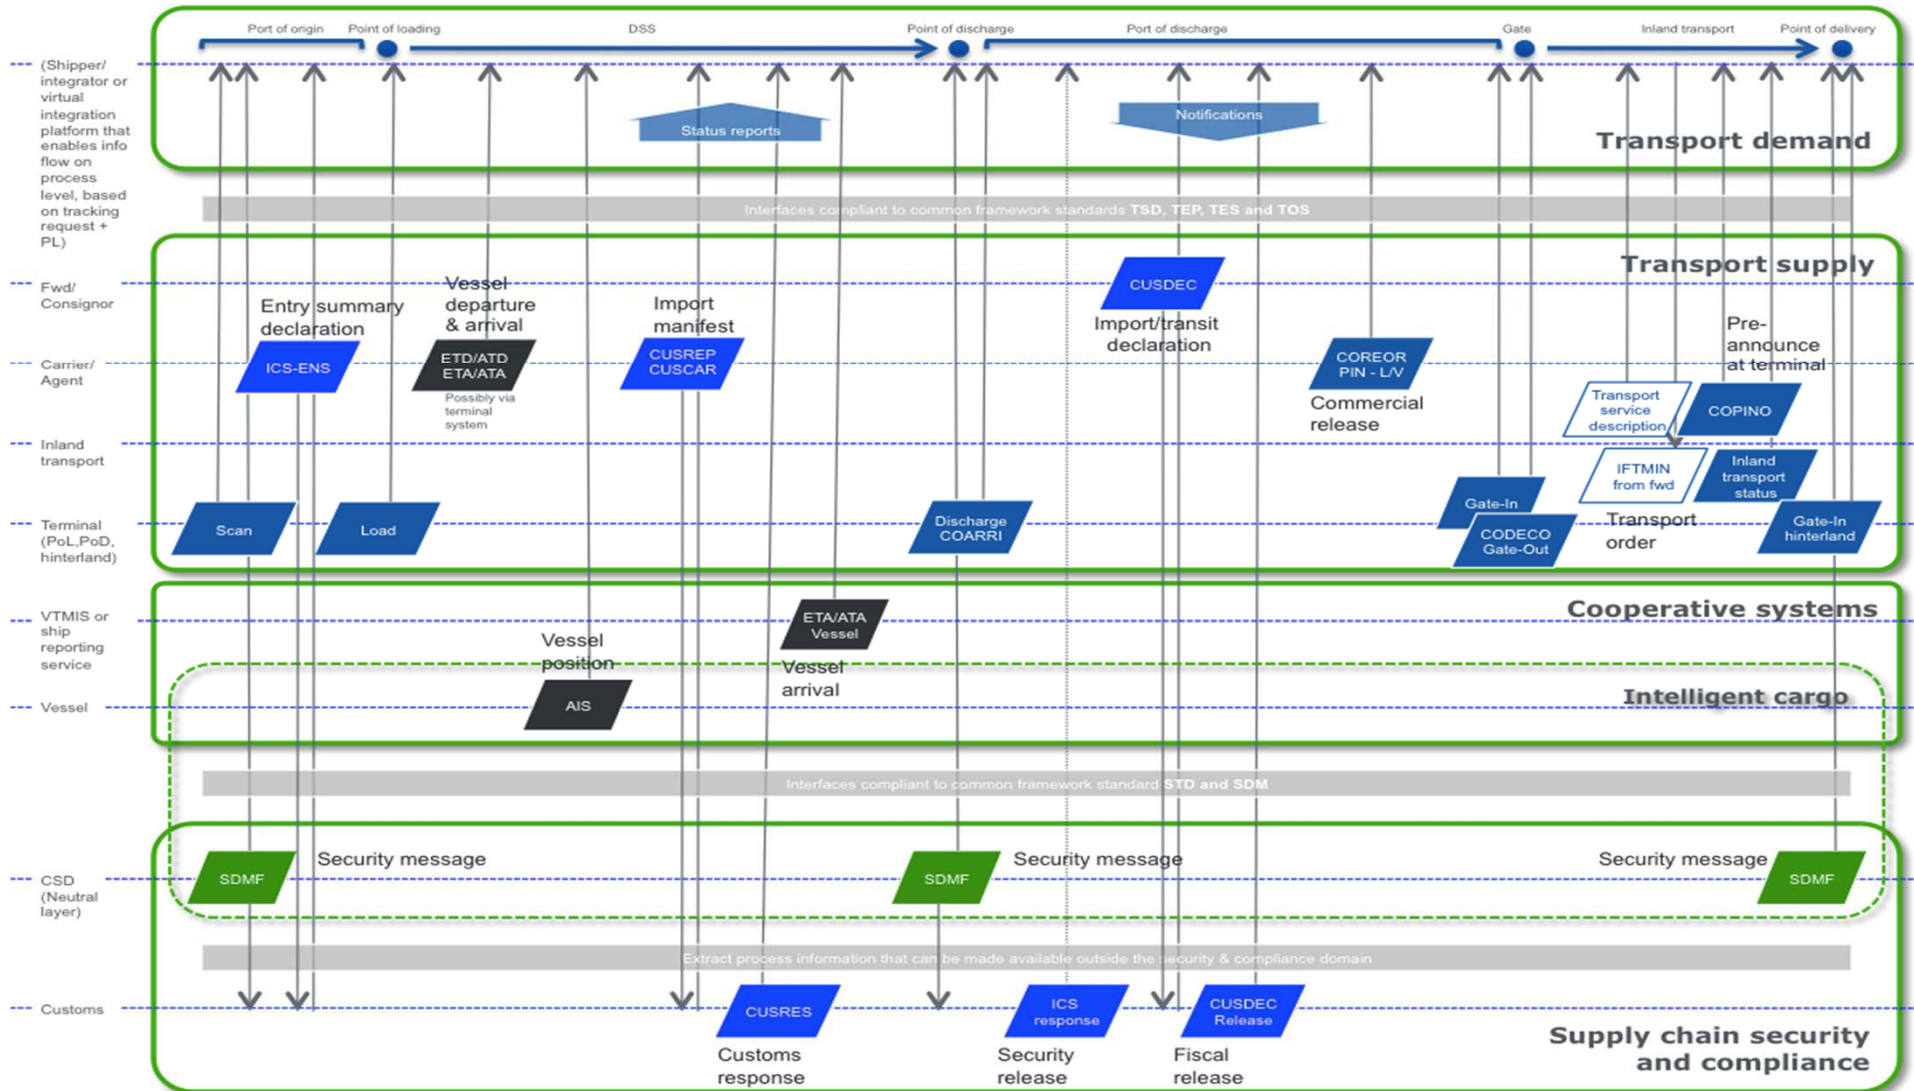 Port of origin
Point of loading
DSS
Point of discharge
Port of discharge
Gate
Inland transport
Point of delivery
(Shipper/
integrator or
virtual
integration
platform that
enables info
flow on
process
level, based
on tracking
request +
PL)
Status reports
Notifications
Transport demand
Interfaces compliant to common framework standards TSD, TEP, TES and TOS
Transport supply
Fwd/
Consignor
CUSDEC
Import/transit
declaration
Entry summary
declaration
Vessel
departure
& arrival
Import
manifest
Pre-
announce
at terminal
Carrier/
Agent
ICS-ENS
ETD/ATD
ETA/ATA
Possibly via
terminal
system
CUSREP
CUSCAR
COREOR
PIN - L/V
Commercial
release
Transport
service
description
COPINO
Inland
transport
IFTMIN
from fwd
Inland
transport
status
Transport
order
Terminal
(PoL,PoD,
hinterland)
Scan
Load
Discharge
COARRI
Gate-In
CODECO
Gate-Out
Gate-In
hinterland
Cooperative systems
VTMIS or
ship
reporting
service
ETA/ATA
Vessel
Vessel
arrival
Vessel
position
Intelligent cargo
Vessel
AIS
Interfaces compliant to common framework standard STD and SDM
CSD
(Neutral
layer)
SDMF
Security message
SDMF
Security message
Security message
SDMF
Extract process information that can be made available outside the security & compliance domain
Customs
CUSRES
Customs
response
ICS
response
Security
release
CUSDEC
Release
Fiscal
release
Supply chain security
and compliance